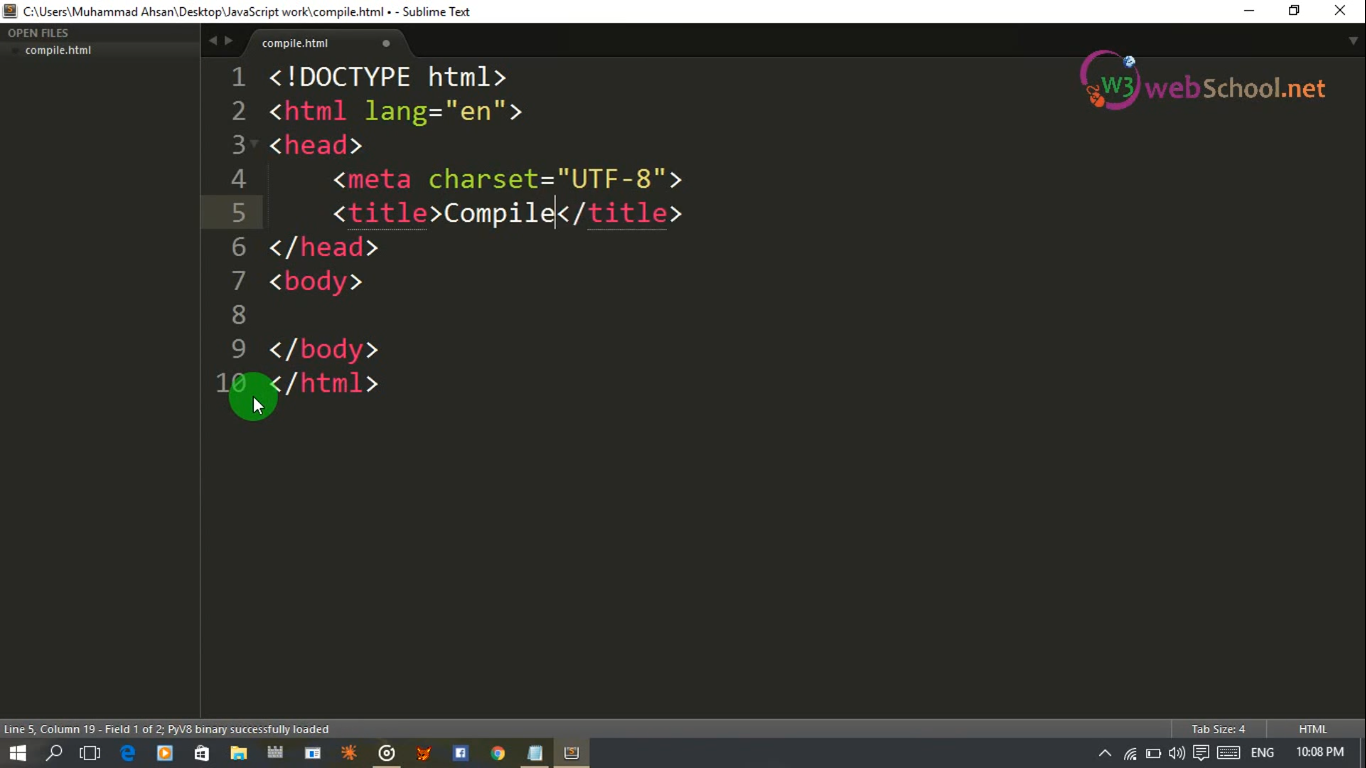 C:\Users\Muhammad Ahsan\Desktop\JavaScript work\compile.html • - Sublime Text
OPEN FILES
compile.html
compile.html
W3 webSchool.net
1 <!DOCTYPE html>
2 <html lang="en">
3 <head>
4     <meta charset="UTF-8">
5     <title>Compile</title>
6 </head>
7 <body>
8
9 </body>
10 </html>
Line 5, Column 19 - Field 1 of 2; PyV8 binary successfully loaded
Tab Size: 4
HTML
ENG
10:08 PM